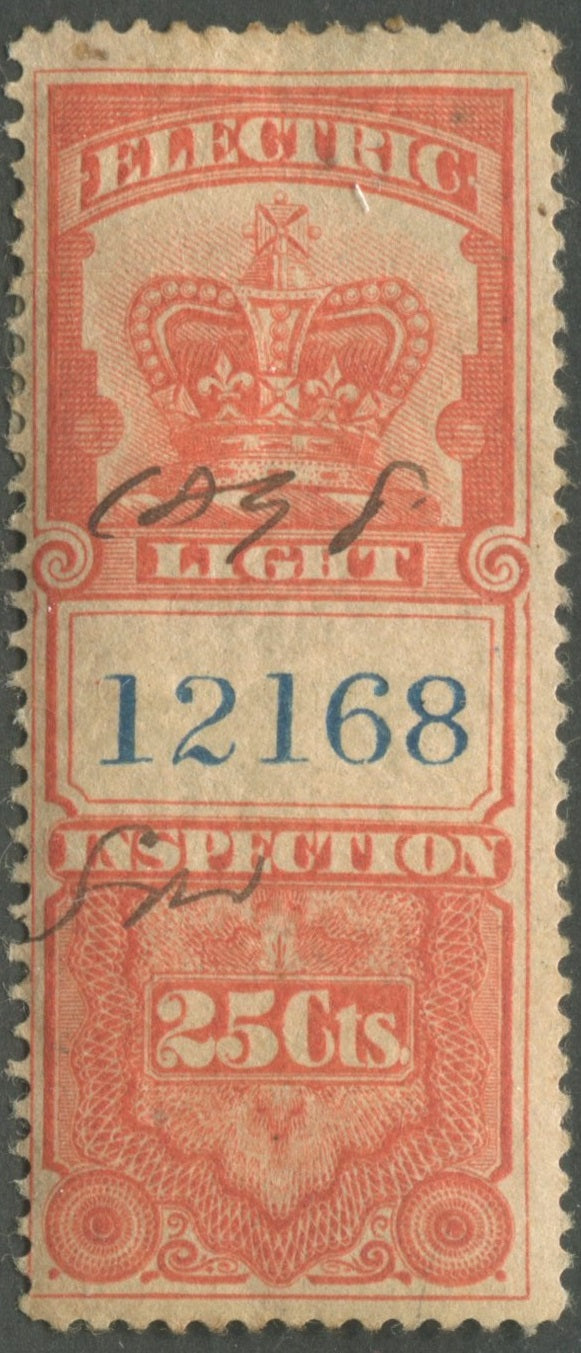 ELECTRIC
LIGHT
12168
INSPECTION
25Cts.